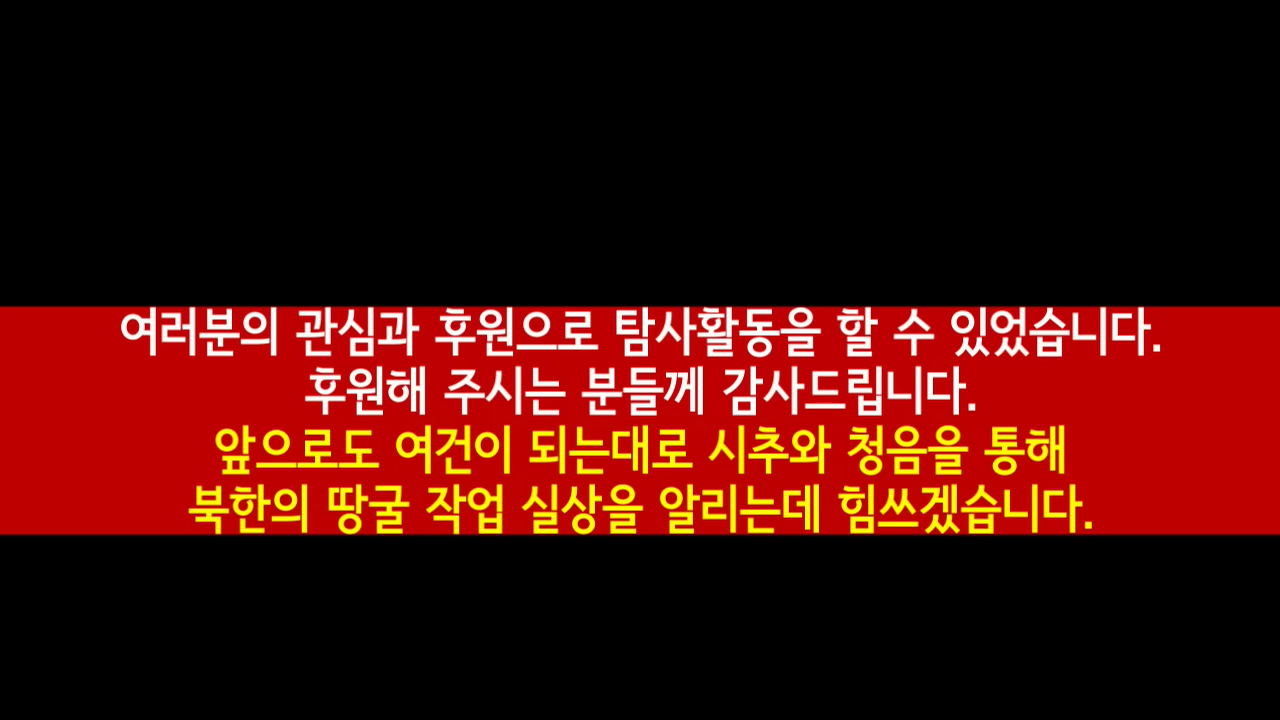 여러분의 관심과 후원으로 탐사활동을 할 수 있었습니다.
후원해 주시는 분들께 감사드립니다.
앞으로도 여건이 되는대로 시추와 청음을 통해
북한의 땅굴 작업 실상을 알리는데 힘쓰겠습니다.